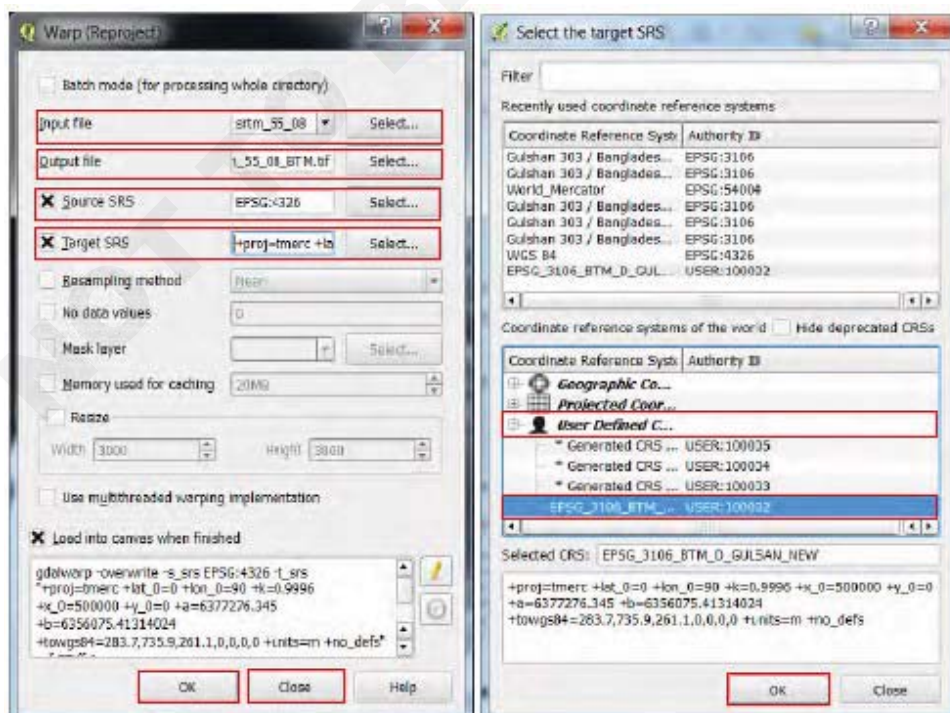 Warp (Reproject)
Batch mode (for processing whole directory)
Input file srtm_55_08 Select...
Output file 1_55_08_BTM.tif Select...
Source SRS EPSG:4326 Select...
Target SRS +proj=tmerc +la Select...
Resampling method Near
No data values 0
Mask layer Select...
Memory used for caching 20MB
Resize
Width 3000 Height 3000
Use multithreaded warping implementation
Load into canvas when finished
gdalwarp -overwrite -s_srs EPSG:4326 -t_srs
"+proj=tmerc +lat_0=0 +lon_0=90 +k=0.9996
+x_0=500000 +y_0=0 +a=6377276.345
+b=6356075.41314024
+towgs84=283.7,735.9,261.1,0,0,0,0 +units=m +no_defs"
OK Close Help
Select the target SRS
Filter
Recently used coordinate reference systems
Coordinate Reference Syst Authority ID
Gulshan 303 / Banglades... EPSG:3106
Gulshan 303 / Banglades... EPSG:3106
World_Mercator EPSG:54004
Gulshan 303 / Banglades... EPSG:3106
Gulshan 303 / Banglades... EPSG:3106
Gulshan 303 / Banglades... EPSG:3106
WGS 84 EPSG:4326
EPSG_3106_BTM_D_GUL... USER:100032
Coordinate reference systems of the world Hide deprecated CRSs
Coordinate Reference Syst Authority ID
Geographic Co...
Projected Coor...
User Defined C...
* Generated CRS ... USER:100035
* Generated CRS ... USER:100034
* Generated CRS ... USER:100033
EPSG_3106_BTM_... USER:100032
Selected CRS: EPSG_3106_BTM_D_GULSAN_NEW
+proj=tmerc +lat_0=0 +lon_0=90 +k=0.9996 +x_0=500000 +y_0=0
+a=6377276.345 +b=6356075.41314024
+towgs84=283.7,735.9,261.1,0,0,0,0 +units=m +no_defs
OK Close